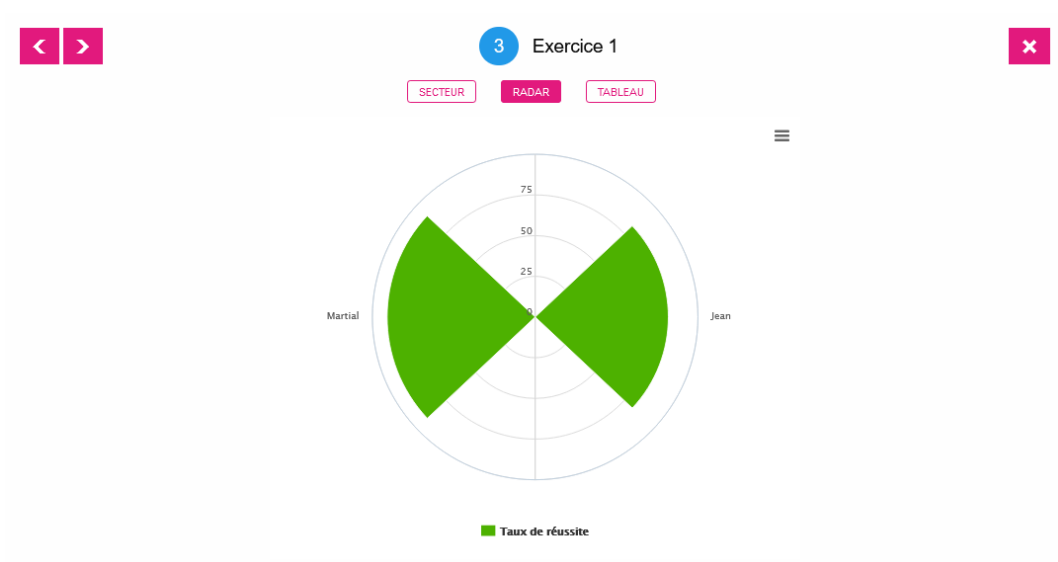 3 Exercice 1
SECTEUR RADAR TABLEAU
75
50
25
0
Martial
Jean
Taux de réussite